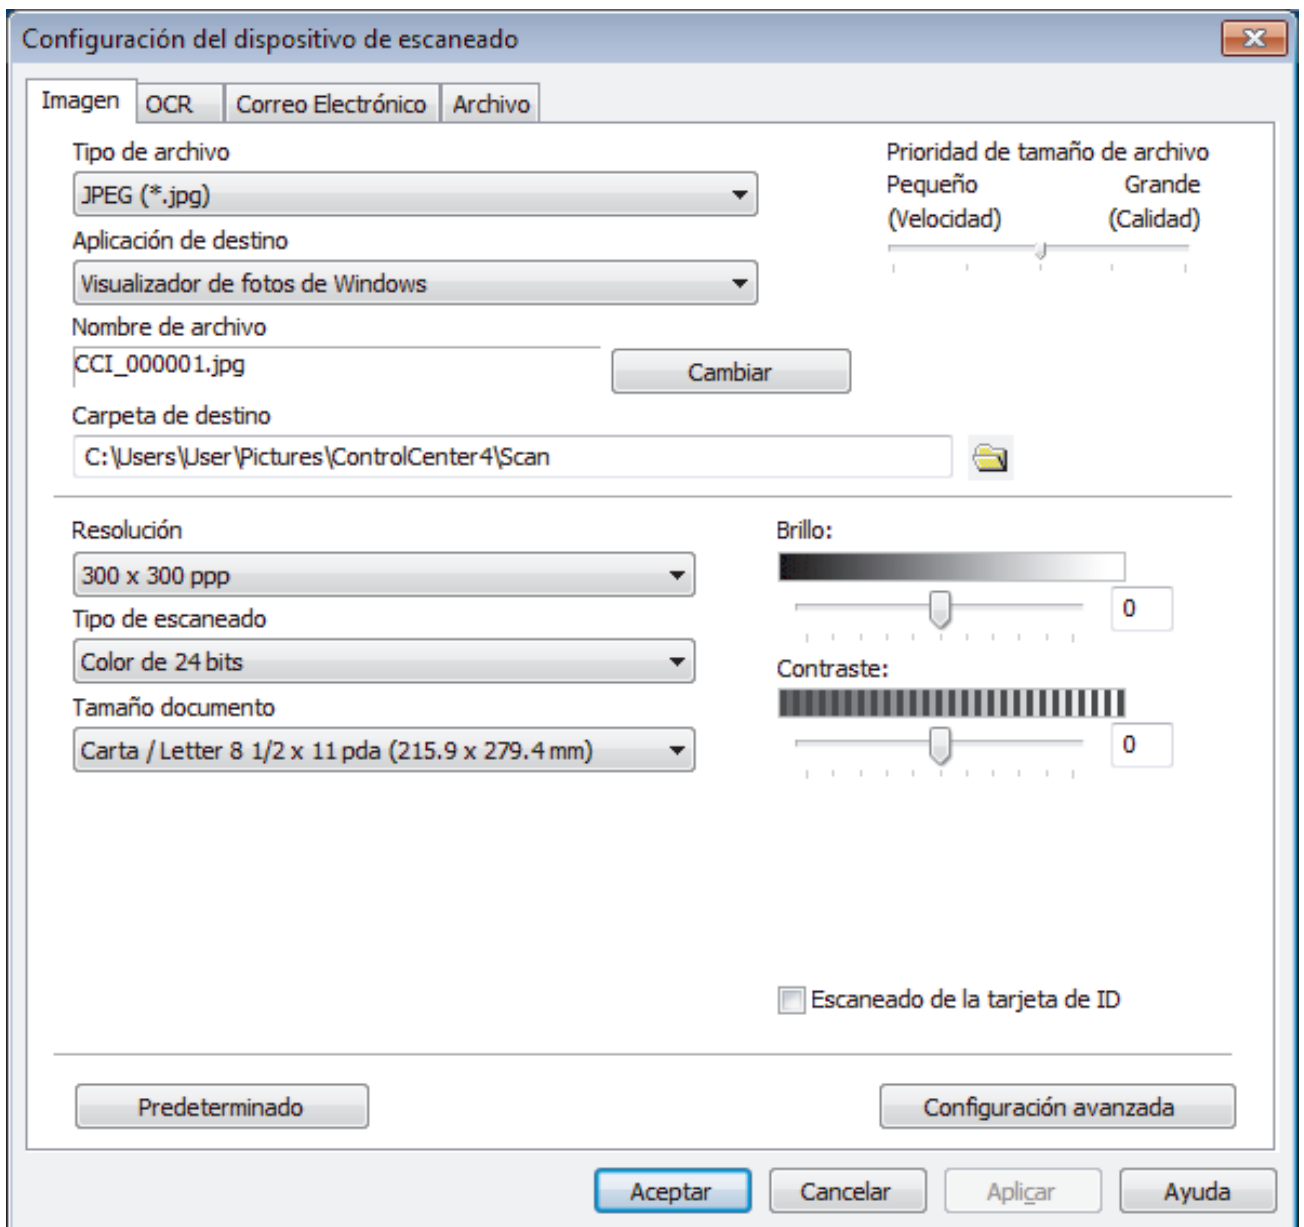 Configuración del dispositivo de escaneado
Imagen OCR Correo Electrónico Archivo
Tipo de archivo
JPEG (*.jpg)
Aplicación de destino
Visualizador de fotos de Windows
Nombre de archivo
CCI_000001.jpg
Cambiar
Carpeta de destino
C:\Users\User\Pictures\ControlCenter4\Scan
Prioridad de tamaño de archivo
Pequeño Grande
(Velocidad) (Calidad)
Resolución
300 x 300 ppp
Tipo de escaneado
Color de 24 bits
Tamaño documento
Carta / Letter 8 1/2 x 11 pda (215.9 x 279.4 mm)
Brillo:
0
Contraste:
0
Escaneado de la tarjeta de ID
Predeterminado Configuración avanzada
Aceptar Cancelar Aplicar Ayuda